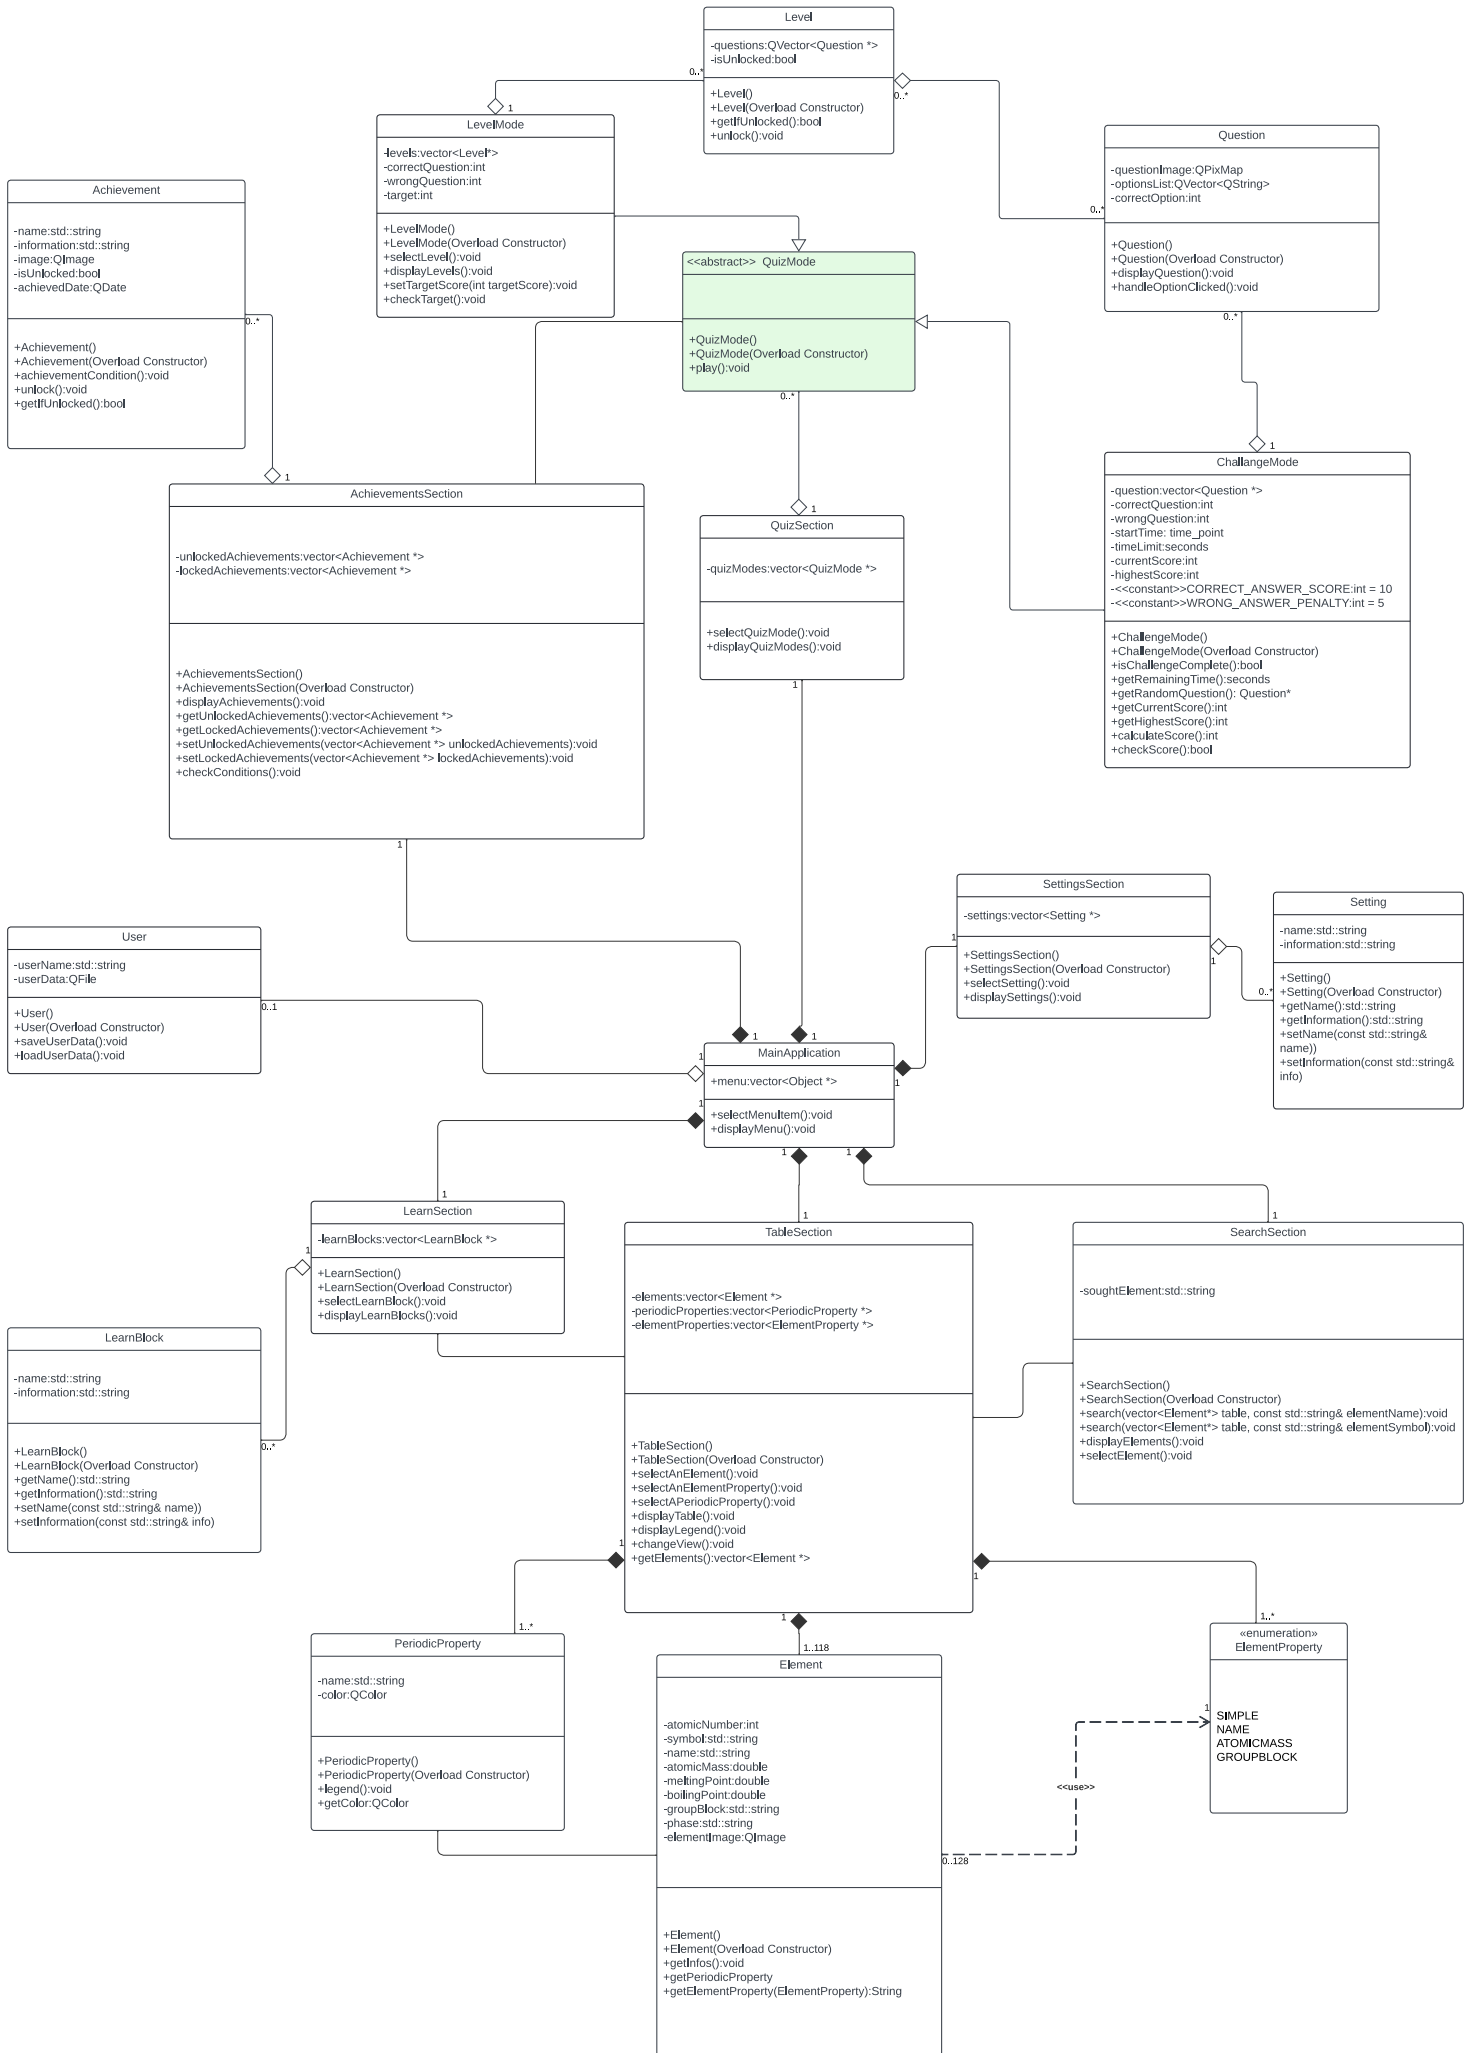 Level
-questions:QVector<Question *>
-isUnlocked:bool
+Level()
+Level(Overload Constructor)
+getIfUnlocked():bool
+unlock():void
0..*
0..*
1
LevelMode
-levels:vector<Level*>
-correctQuestion:int
-wrongQuestion:int
-target:int
+LevelMode()
+LevelMode(Overload Constructor)
+selectLevel():void
+displayLevels():void
+setTargetScore(int targetScore):void
+checkTarget():void
Question
-questionImage:QPixMap
-optionsList:QVector<QString>
-correctOption:int
0..*
+Question()
+Question(Overload Constructor)
+displayQuestion():void
+handleOptionClicked():void
0..*
Achievement
-name:std::string
-information:std::string
-image:QImage
-isUnlocked:bool
-achievedDate:QDate
0..*
+Achievement()
+Achievement(Overload Constructor)
+achievementCondition():void
+unlock():void
+getIfUnlocked():bool
<<abstract>> QuizMode
+QuizMode()
+QuizMode(Overload Constructor)
+play():void
0..*
1
AchievementsSection
-unlockedAchievements:vector<Achievement *>
-lockedAchievements:vector<Achievement *>
+AchievementsSection()
+AchievementsSection(Overload Constructor)
+displayAchievements():void
+getUnlockedAchievements():vector<Achievement *>
+getLockedAchievements():vector<Achievement *>
+setUnlockedAchievements(vector<Achievement *> unlockedAchievements):void
+setLockedAchievements(vector<Achievement *> lockedAchievements):void
+checkConditions():void
1
1
QuizSection
-quizModes:vector<QuizMode *>
+selectQuizMode():void
+displayQuizModes():void
1
1
ChallangeMode
-question:vector<Question *>
-correctQuestion:int
-wrongQuestion:int
-startTime: time_point
-timeLimit:seconds
-currentScore:int
-highestScore:int
-<<constant>>CORRECT_ANSWER_SCORE:int = 10
-<<constant>>WRONG_ANSWER_PENALTY:int = 5
+ChallengeMode()
+ChallengeMode(Overload Constructor)
+isChallengeComplete():bool
+getRemainingTime():seconds
+getRandomQuestion(): Question*
+getCurrentScore():int
+getHighestScore():int
+calculateScore():int
+checkScore():bool
SettingsSection
-settings:vector<Setting *>
1
1
+SettingsSection()
+SettingsSection(Overload Constructor)
+selectSetting():void
+displaySettings():void
Setting
-name:std::string
-information:std::string
0..*
+Setting()
+Setting(Overload Constructor)
+getName():std::string
+getInformation():std::string
+setName(const std::string&
name))
+setInformation(const std::string&
info)
User
-userName:std::string
-userData:QFile
0..1
+User()
+User(Overload Constructor)
+saveUserData():void
+loadUserData():void
1
1
1
1
1
MainApplication
+menu:vector<Object *>
+selectMenuItem():void
+displayMenu():void
1
1
1
LearnSection
-learnBlocks:vector<LearnBlock *>
1
+LearnSection()
+LearnSection(Overload Constructor)
+selectLearnBlock():void
+displayLearnBlocks():void
1
TableSection
-elements:vector<Element *>
-periodicProperties:vector<PeriodicProperty *>
-elementProperties:vector<ElementProperty *>
+TableSection()
+TableSection(Overload Constructor)
+selectAnElement():void
+selectAnElementProperty():void
+selectAPeriodicProperty():void
+displayTable():void
+displayLegend():void
+changeView():void
+getElements():vector<Element *>
1
1
1
1
SearchSection
-soughtElement:std::string
+SearchSection()
+SearchSection(Overload Constructor)
+search(vector<Element*> table, const std::string& elementName):void
+search(vector<Element*> table, const std::string& elementSymbol):void
+displayElements():void
+selectElement():void
LearnBlock
-name:std::string
-information:std::string
0..*
+LearnBlock()
+LearnBlock(Overload Constructor)
+getName():std::string
+getInformation():std::string
+setName(const std::string& name))
+setInformation(const std::string& info)
1..*
PeriodicProperty
-name:std::string
-color:QColor
+PeriodicProperty()
+PeriodicProperty(Overload Constructor)
+legend():void
+getColor:QColor
1..118
Element
-atomicNumber:int
-symbol:std::string
-name:std::string
-atomicMass:double
-meltingPoint:double
-boilingPoint:double
-groupBlock:std::string
-phase:std::string
-elementImage:QImage
0..128
+Element()
+Element(Overload Constructor)
+getInfos():void
+getPeriodicProperty
+getElementProperty(ElementProperty):String
<<use>>
1..*
«enumeration»
ElementProperty
1
SIMPLE
NAME
ATOMICMASS
GROUPBLOCK